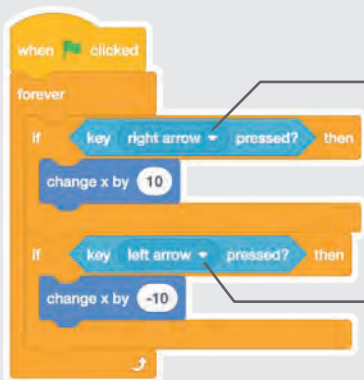 when clicked
forever
if key right arrow pressed? then
change x by 10
if key left arrow pressed? then
change x by -10